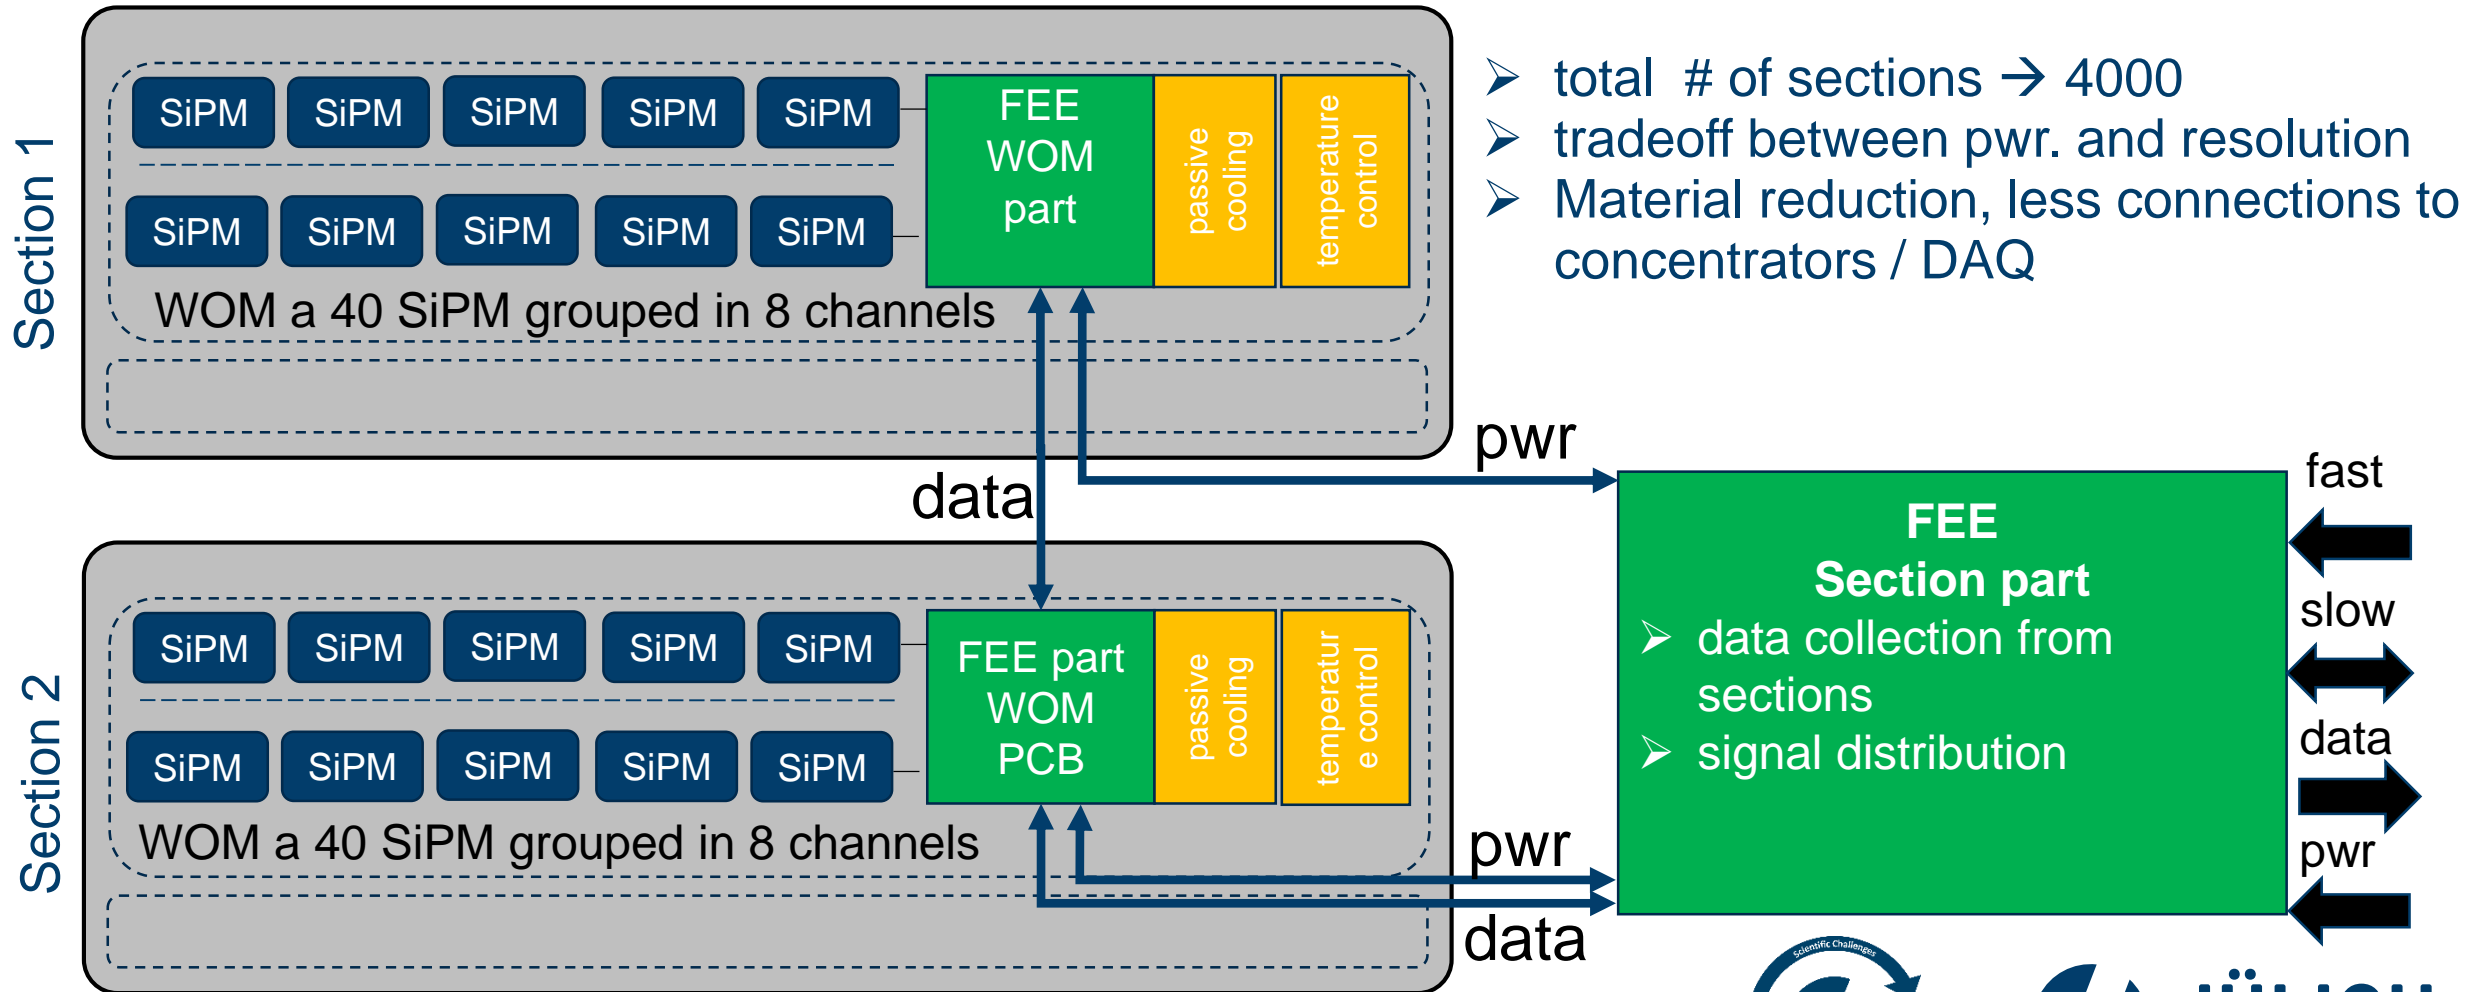 Section 1
SiPM SiPM SiPM SiPM SiPM
SiPM SiPM SiPM SiPM SiPM
WOM a 40 SiPM grouped in 8 channels
FEE
WOM
part
passive
cooling
temperature
control
➢ total # of sections → 4000
➢ tradeoff between pwr. and resolution
➢ Material reduction, less connections to
concentrators / DAQ
pwr
data
Section 2
SiPM SiPM SiPM SiPM SiPM
SiPM SiPM SiPM SiPM SiPM
WOM a 40 SiPM grouped in 8 channels
FEE part
WOM
PCB
passive
cooling
temperatur
e control
pwr
data
FEE
Section part
➢ data collection from
sections
➢ signal distribution
fast
slow
data
pwr
Scientific Challenges
JÜLICH